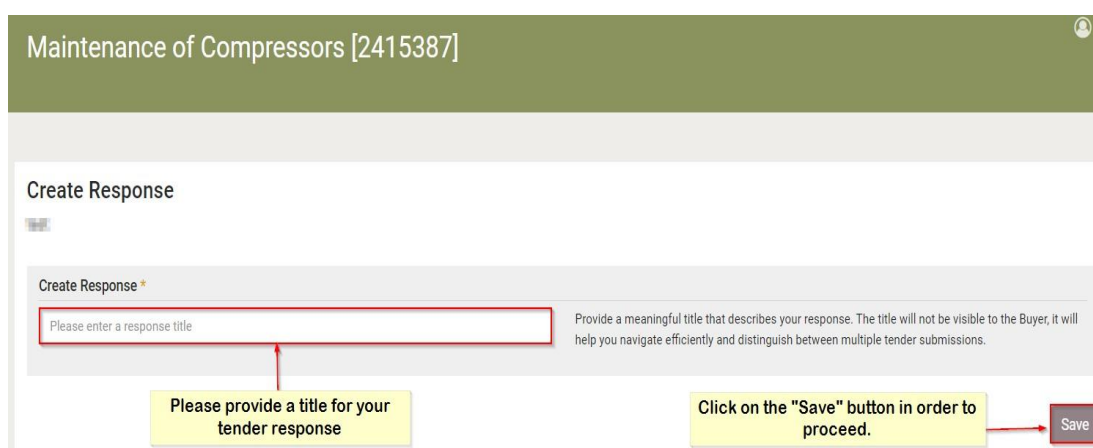 Maintenance of Compressors [2415387]
Create Response
Create Response *
Please enter a response title
Provide a meaningful title that describes your response. The title will not be visible to the Buyer, it will
help you navigate efficiently and distinguish between multiple tender submissions.
Please provide a title for your
tender response
Click on the "Save" button in order to
proceed.
Save